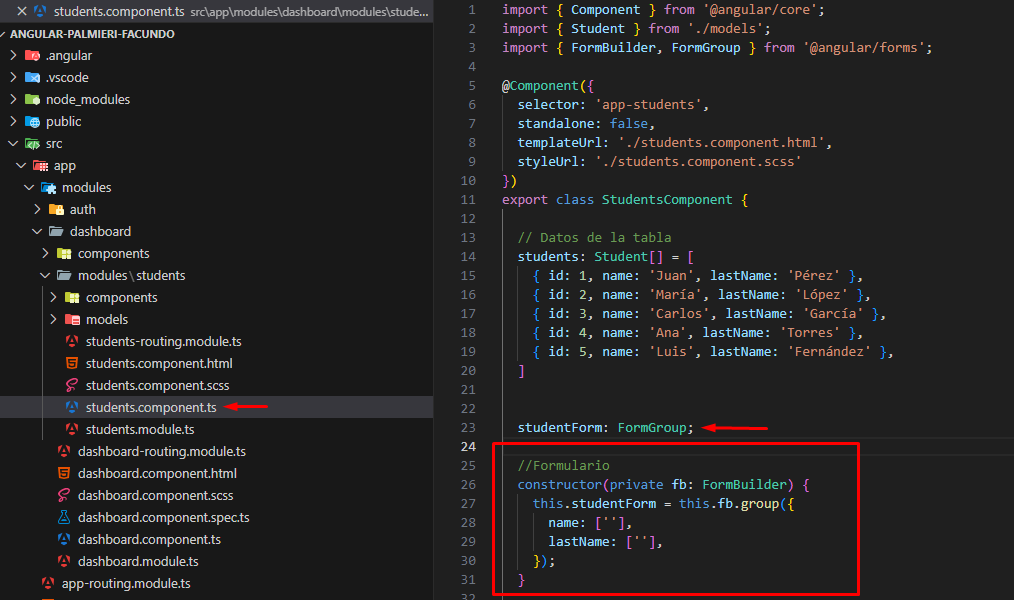 students.component.ts src\app\modules\dashboard\modules\stude...
ANGULAR-PALMIERI-FACUNDO
.angular
.vscode
node_modules
public
src
app
modules
auth
dashboard
components
modules\students
components
models
students-routing.module.ts
students.component.html
students.component.scss
students.component.ts
students.module.ts
dashboard-routing.module.ts
dashboard.component.html
dashboard.component.scss
dashboard.component.spec.ts
dashboard.component.ts
dashboard.module.ts
app-routing.module.ts
1 import { Component } from '@angular/core';
2 import { Student } from './models';
3 import { FormBuilder, FormGroup } from '@angular/forms';
4
5 @Component({
6 selector: 'app-students',
7 standalone: false,
8 templateUrl: './students.component.html',
9 styleUrl: './students.component.scss'
10 })
11 export class StudentsComponent {
12
13 // Datos de la tabla
14 students: Student[] = [
15 { id: 1, name: 'Juan', lastName: 'Pérez' },
16 { id: 2, name: 'María', lastName: 'López' },
17 { id: 3, name: 'Carlos', lastName: 'García' },
18 { id: 4, name: 'Ana', lastName: 'Torres' },
19 { id: 5, name: 'Luis', lastName: 'Fernández' },
20 ]
21
22
23 studentForm: FormGroup;
24
25 //Formulario
26 constructor(private fb: FormBuilder) {
27 this.studentForm = this.fb.group({
28 name: [''],
29 lastName: [''],
30 });
31 }
32